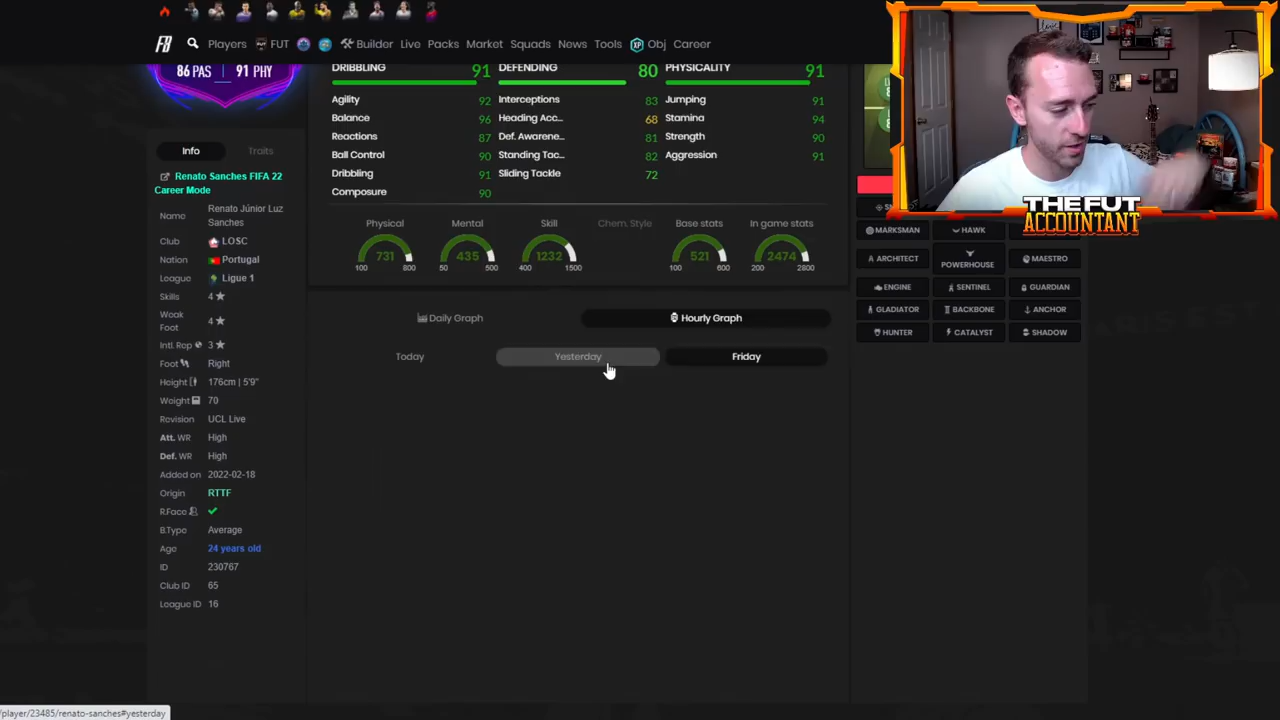 FB Players FUT Builder Live Packs Market Squads News Tools XP Obj Career
86 PAS 91 PHY
DRIBBLING 91 DEFENDING 80 PHYSICALITY 91
Agility 92 Interceptions 83 Jumping 91
Balance 96 Heading Acc... 68 Stamina 94
Reactions 87 Def. Awarene... 81 Strength 90
Ball Control 90 Standing Tac... 82 Aggression 91
Dribbling 91 Sliding Tackle 72
Composure 90
Info Traits
Renato Sanches FIFA 22
Career Mode
Name Renato Júnior Luz
Sanches
Club LOSC
Nation Portugal
League Ligue 1
Skills 4
Weak
Foot 4
Intl. Rep 3
Foot Right
Height 176cm | 5'9"
Weight 70
Revision UCL Live
Att. WR High
Def. WR High
Added on 2022-02-18
Origin RTTF
R.Face
B.Type Average
Age 24 years old
ID 230767
Club ID 65
League ID 16
Physical Mental Skill Chem. Style Base stats In game stats
731 435 1232 521 2474
100 800 50 500 400 1500 100 600 200 2800
Daily Graph Hourly Graph
Today Yesterday Friday
THE FUT
ACCOUNTANT
MARKSMAN HAWK
ARCHITECT POWERHOUSE MAESTRO
ENGINE SENTINEL GUARDIAN
GLADIATOR BACKBONE ANCHOR
HUNTER CATALYST SHADOW
/player/23485/renato-sanches#yesterday